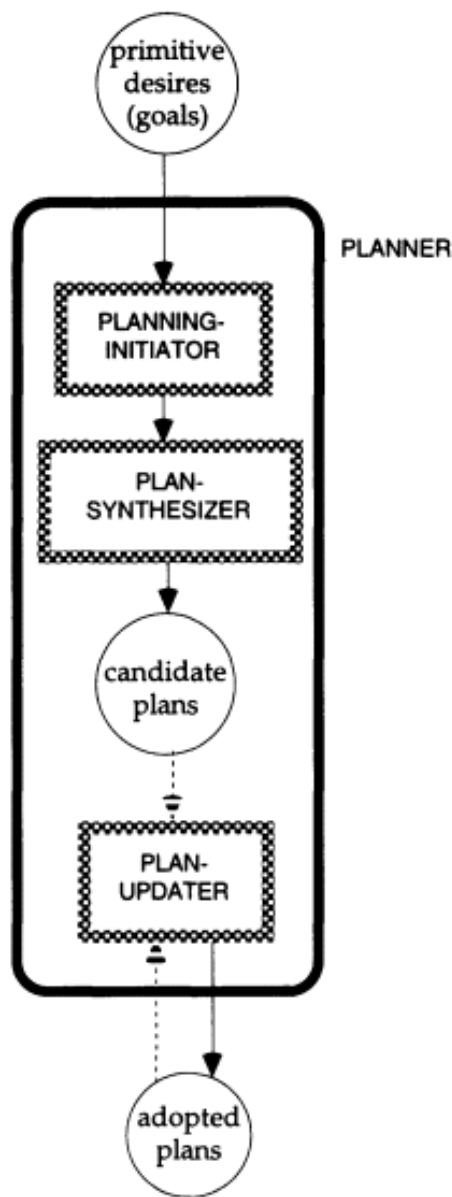 primitive
desires
(goals)
PLANNER
PLANNING-
INITIATOR
PLAN-
SYNTHESIZER
candidate
plans
PLAN-
UPDATER
adopted
plans